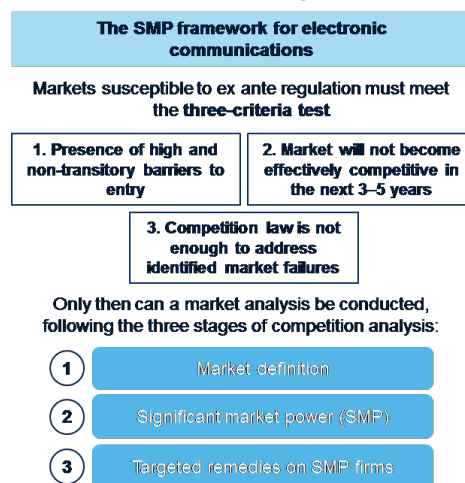 The SMP framework for electronic
communications
Markets susceptible to ex ante regulation must meet
the three-criteria test
1. Presence of high and
non-transitory barriers to
entry
2. Market will not become
effectively competitive in
the next 3–5 years
3. Competition law is not
enough to address
identified market failures
Only then can a market analysis be conducted,
following the three stages of competition analysis:
1 Market definition
2 Significant market power (SMP)
3 Targeted remedies on SMP firms